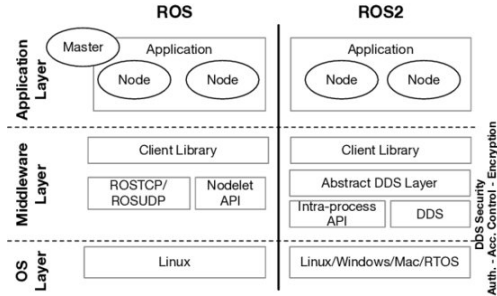 ROS
ROS2
Application
Layer
Master
Application
Node
Node
Application
Node
Node
Middleware
Layer
Client Library
ROSTCP/
ROSUDP
Nodelet
API
Client Library
Abstract DDS Layer
Intra-process
API
DDS
DDS Security
Auth. - Acc. Control - Encryption
OS
Layer
Linux
Linux/Windows/Mac/RTOS